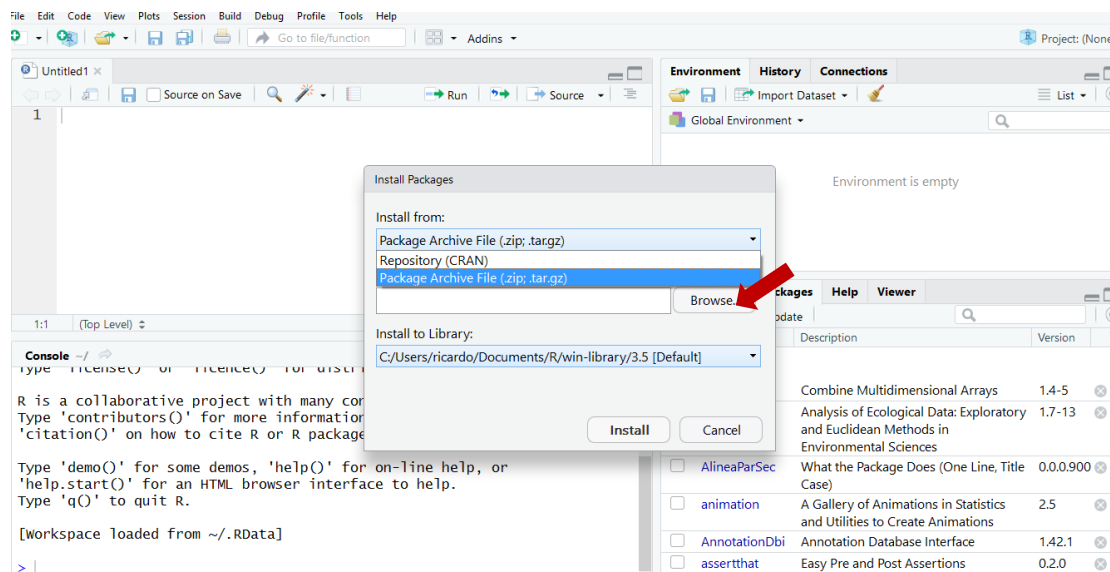 File Edit Code View Plots Session Build Debug Profile Tools Help
Go to file/function Addins Project: (None
Untitled1
Source on Save Run Source
1
1:1 (Top Level)
Environment History Connections
Import Dataset List
Global Environment
Environment is empty
Install Packages
Install from:
Package Archive File (.zip; .tar.gz)
Repository (CRAN)
Package Archive File (.zip; .tar.gz)
Browse...
Install to Library:
C:/Users/ricardo/Documents/R/win-library/3.5 [Default]
Install Cancel
Console ~/
R is a collaborative project with many
Type 'contributors()' for more information
'citation()' on how to cite R or R
Type 'demo()' for some demos, 'help()' for on-line help, or
'help.start()' for an HTML browser interface to help.
Type 'q()' to quit R.
[Workspace loaded from ~/.RData]
>
Help Viewer
Description Version
Combine Multidimensional Arrays 1.4-5
Analysis of Ecological Data: Exploratory 1.7-13
and Euclidean Methods in
Environmental Sciences
AlineaParSec What the Package Does (One Line, Title 0.0.0.900
Case)
animation A Gallery of Animations in Statistics 2.5
and Utilities to Create Animations
AnnotationDbi Annotation Database Interface 1.42.1
assertthat Easy Pre and Post Assertions 0.2.0